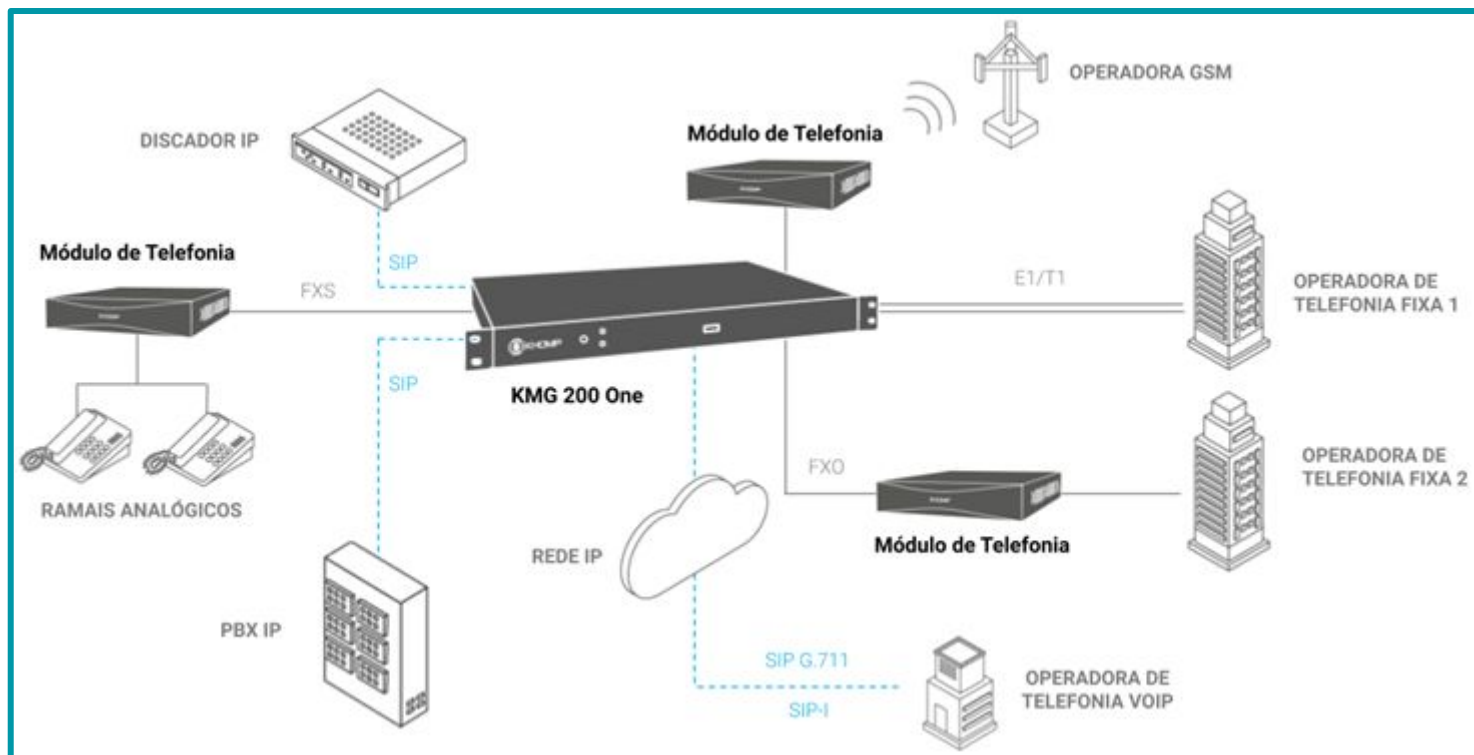 OPERADORA GSM
Módulo de Telefonia
DISCADOR IP
Módulo de Telefonia
SIP
FXS
E1/T1
OPERADORA DE
TELEFONIA FIXA 1
KHOMP
SIP
KMG 200 One
RAMAIS ANALÓGICOS
FXO
OPERADORA DE
TELEFONIA FIXA 2
Módulo de Telefonia
REDE IP
PBX IP
SIP G.711
SIP-I
OPERADORA DE
TELEFONIA VOIP